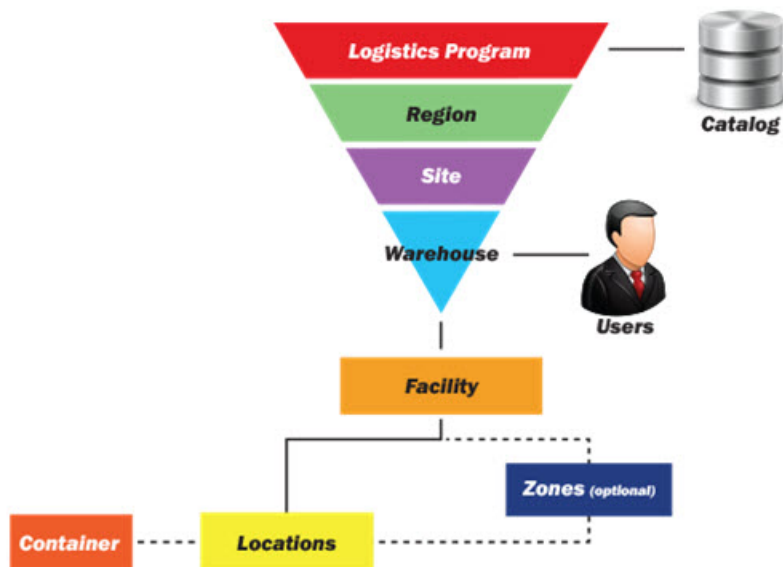 Logistics Program
Region
Catalog
Site
Warehouse
Users
Facility
Zones (optional)
Container
Locations